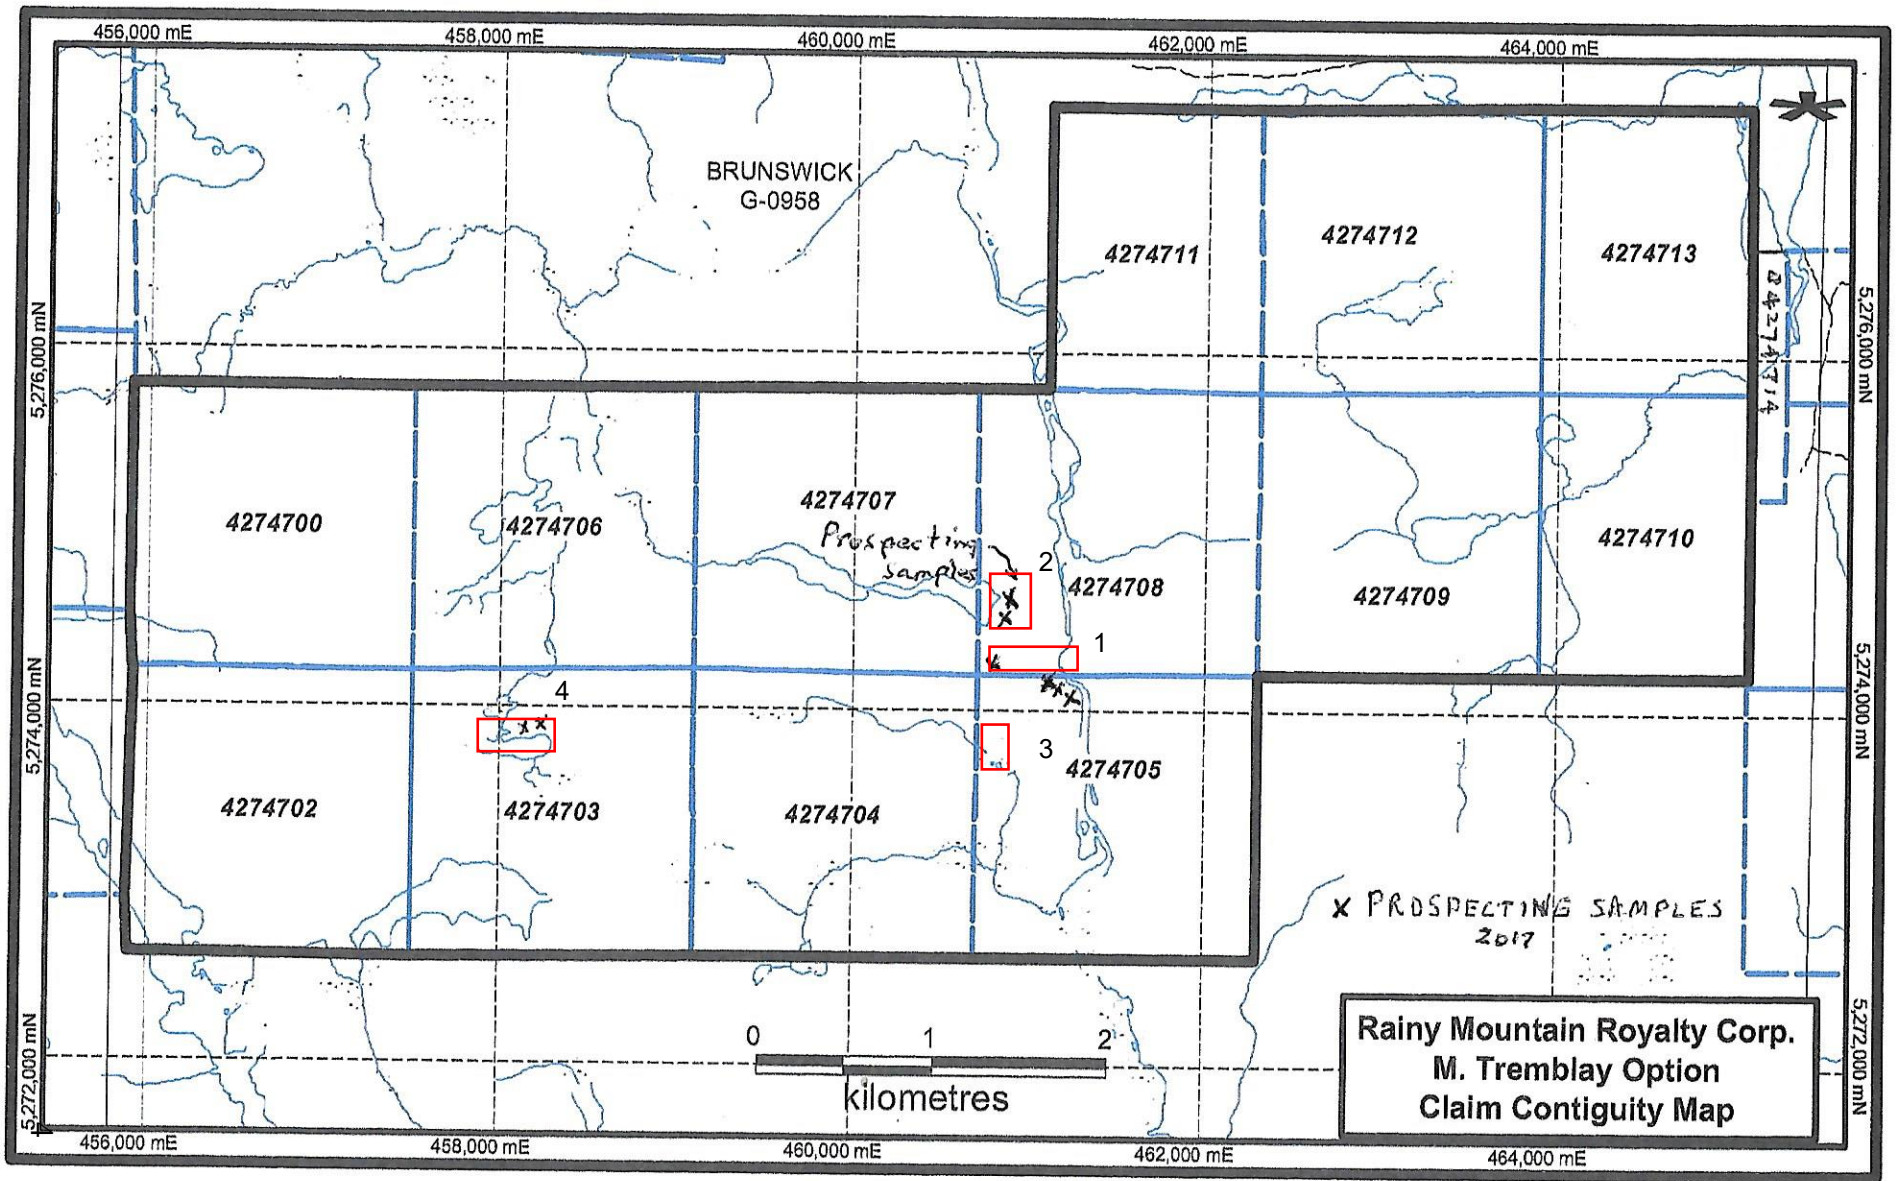 456,000 mE
458,000 mE
460,000 mE
462,000 mE
464,000 mE
BRUNSWICK
G-0958
4274711
4274712
4274713
5,276,000 mN
5,276,000 mN
4274700
4274706
4274707
Prospecting
samples
2
4274708
4274709
4274710
1
4
3
5,274,000 mN
5,274,000 mN
4274702
4274703
4274704
4274705
X PROSPECTING SAMPLES
2017
0 1 2
kilometres
Rainy Mountain Royalty Corp.
M. Tremblay Option
Claim Contiguity Map
5,272,000 mN
5,272,000 mN
456,000 mE
458,000 mE
460,000 mE
462,000 mE
464,000 mE